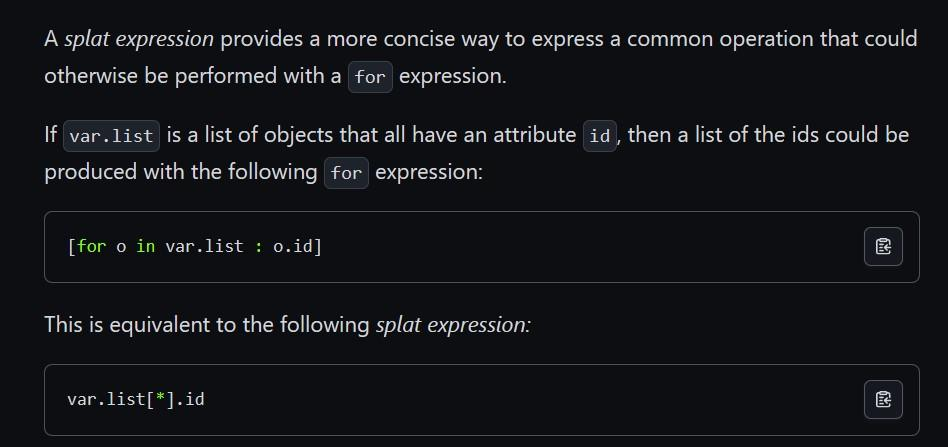 A splat expression provides a more concise way to express a common operation that could
otherwise be performed with a for expression.
If var.list is a list of objects that all have an attribute id, then a list of the ids could be
produced with the following for expression:
[for o in var.list : o.id]
This is equivalent to the following splat expression:
var.list[*].id